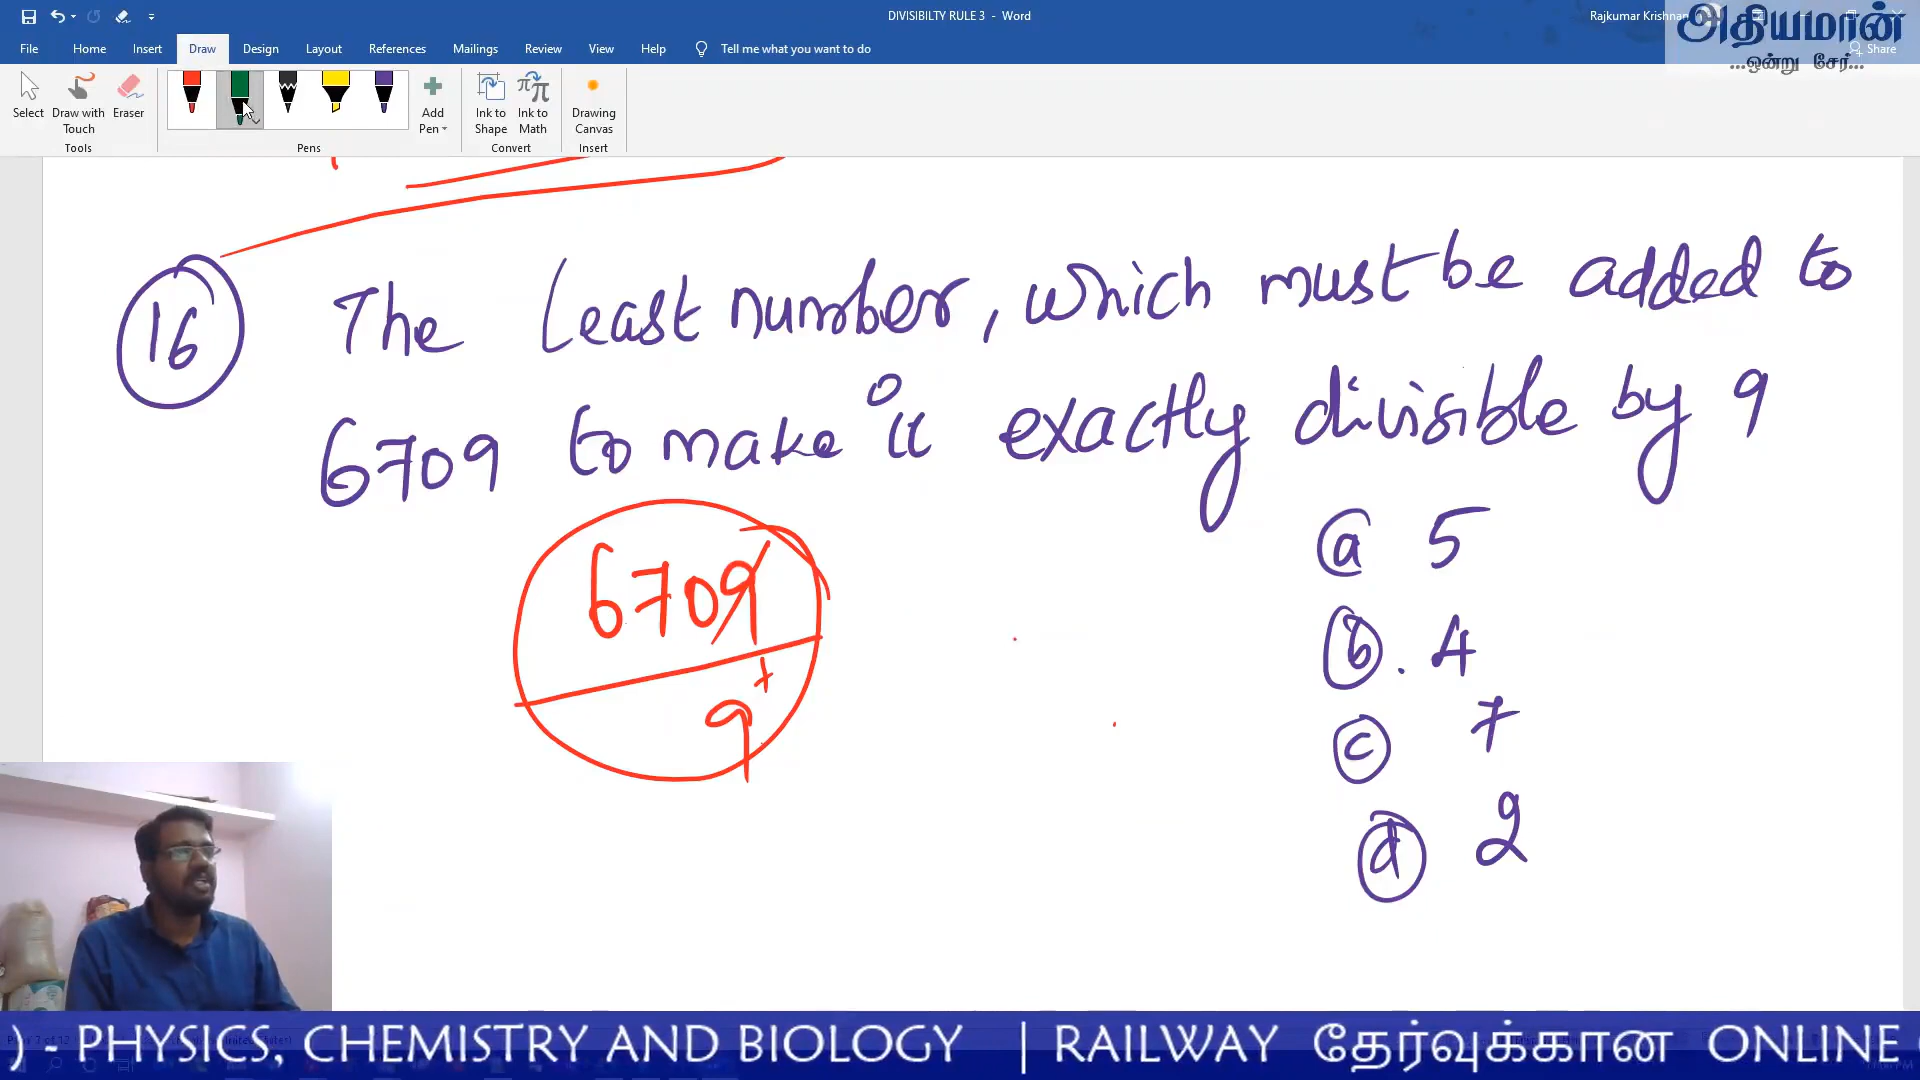 DIVISIBILTY RULE 3 - Word
Rajkumar Krishnan
அதியமான்
...ஒன்று சேர்...
File Home Insert Draw Design Layout References Mailings Review View Help Tell me what you want to do Share
Select Draw with Touch Eraser Add Pen Ink to Shape Ink to Math Drawing Canvas
Tools Pens Convert Insert
16 The Least number, which must be added to
6709 to make it exactly divisible by 9
6709
+
9
a 5
b. 4
c 7
d 2
) - PHYSICS, CHEMISTRY AND BIOLOGY | RAILWAY தேர்வுக்கான ONLINE